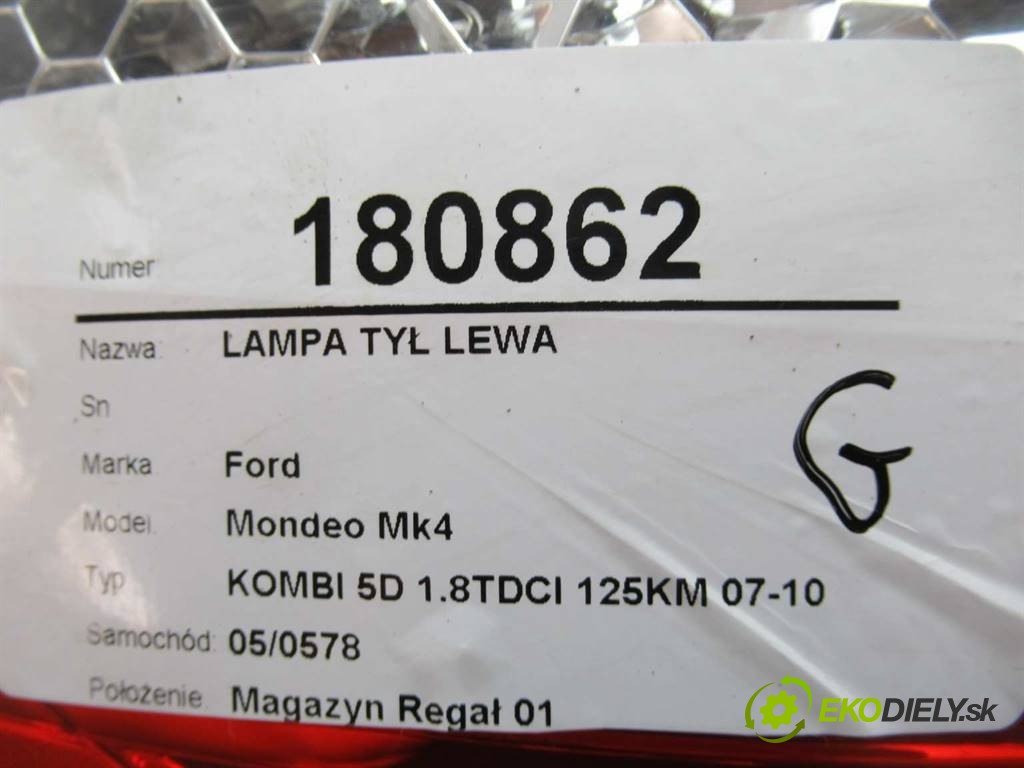 Numer 180862
Nazwa: LAMPA TYŁ LEWA
Sn
Marka Ford
Model Mondeo Mk4
Typ KOMBI 5D 1.8TDCI 125KM 07-10
Samochód: 05/0578
Położenie: Magazyn Regał 01
G
EKODIELY.sk